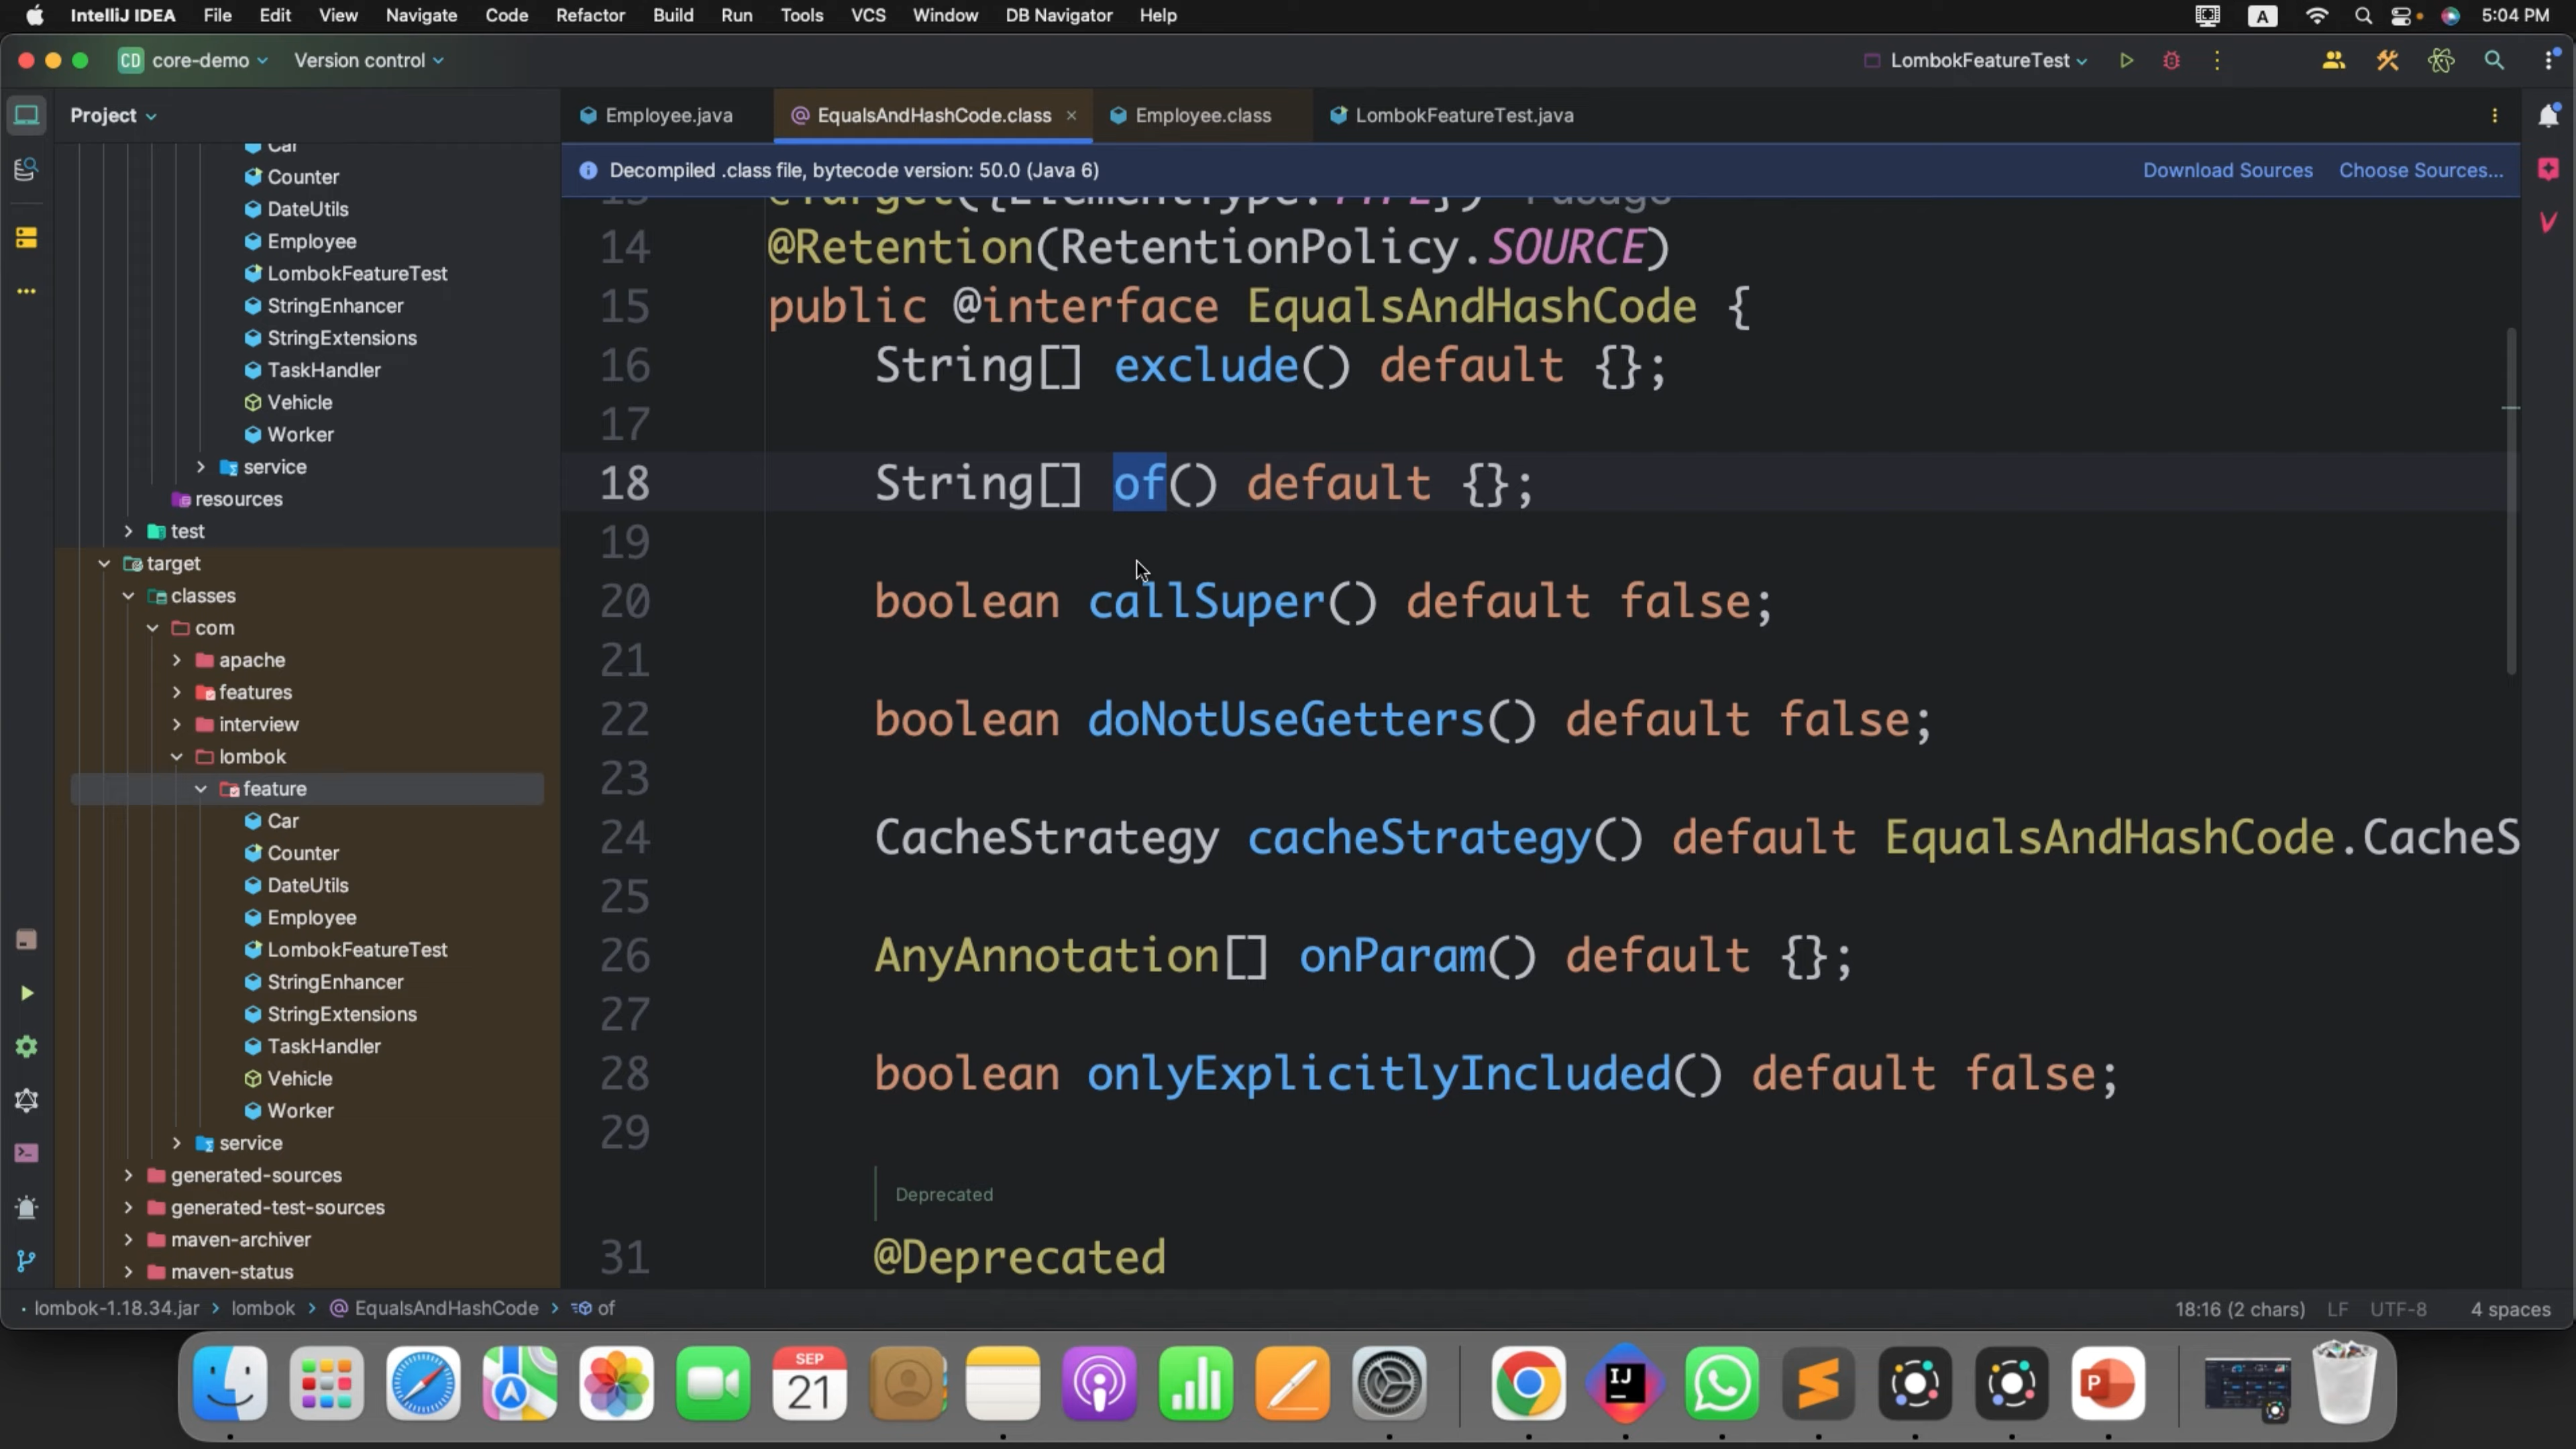 IntelliJ IDEA File Edit View Navigate Code Refactor Build Run Tools VCS Window DB Navigator Help A 5:04 PM
CD core-demo Version control LombokFeatureTest
Project
Employee.java EqualsAndHashCode.class Employee.class LombokFeatureTest.java
Decompiled .class file, bytecode version: 50.0 (Java 6) Download Sources Choose Sources...
Car
Counter
DateUtils
Employee
LombokFeatureTest
StringEnhancer
StringExtensions
TaskHandler
Vehicle
Worker
service
resources
test
target
classes
com
apache
features
interview
lombok
feature
Car
Counter
DateUtils
Employee
LombokFeatureTest
StringEnhancer
StringExtensions
TaskHandler
Vehicle
Worker
service
generated-sources
generated-test-sources
maven-archiver
maven-status
13 @Target({ElementType.TYPE})
14 @Retention(RetentionPolicy.SOURCE)
15 public @interface EqualsAndHashCode {
16 String[] exclude() default {};
17
18 String[] of() default {};
19
20 boolean callSuper() default false;
21
22 boolean doNotUseGetters() default false;
23
24 CacheStrategy cacheStrategy() default EqualsAndHashCode.CacheS
25
26 AnyAnnotation[] onParam() default {};
27
28 boolean onlyExplicitlyIncluded() default false;
29
Deprecated
31 @Deprecated
lombok-1.18.34.jar > lombok > EqualsAndHashCode > of 18:16 (2 chars) LF UTF-8 4 spaces
SEP
21
IJ
P